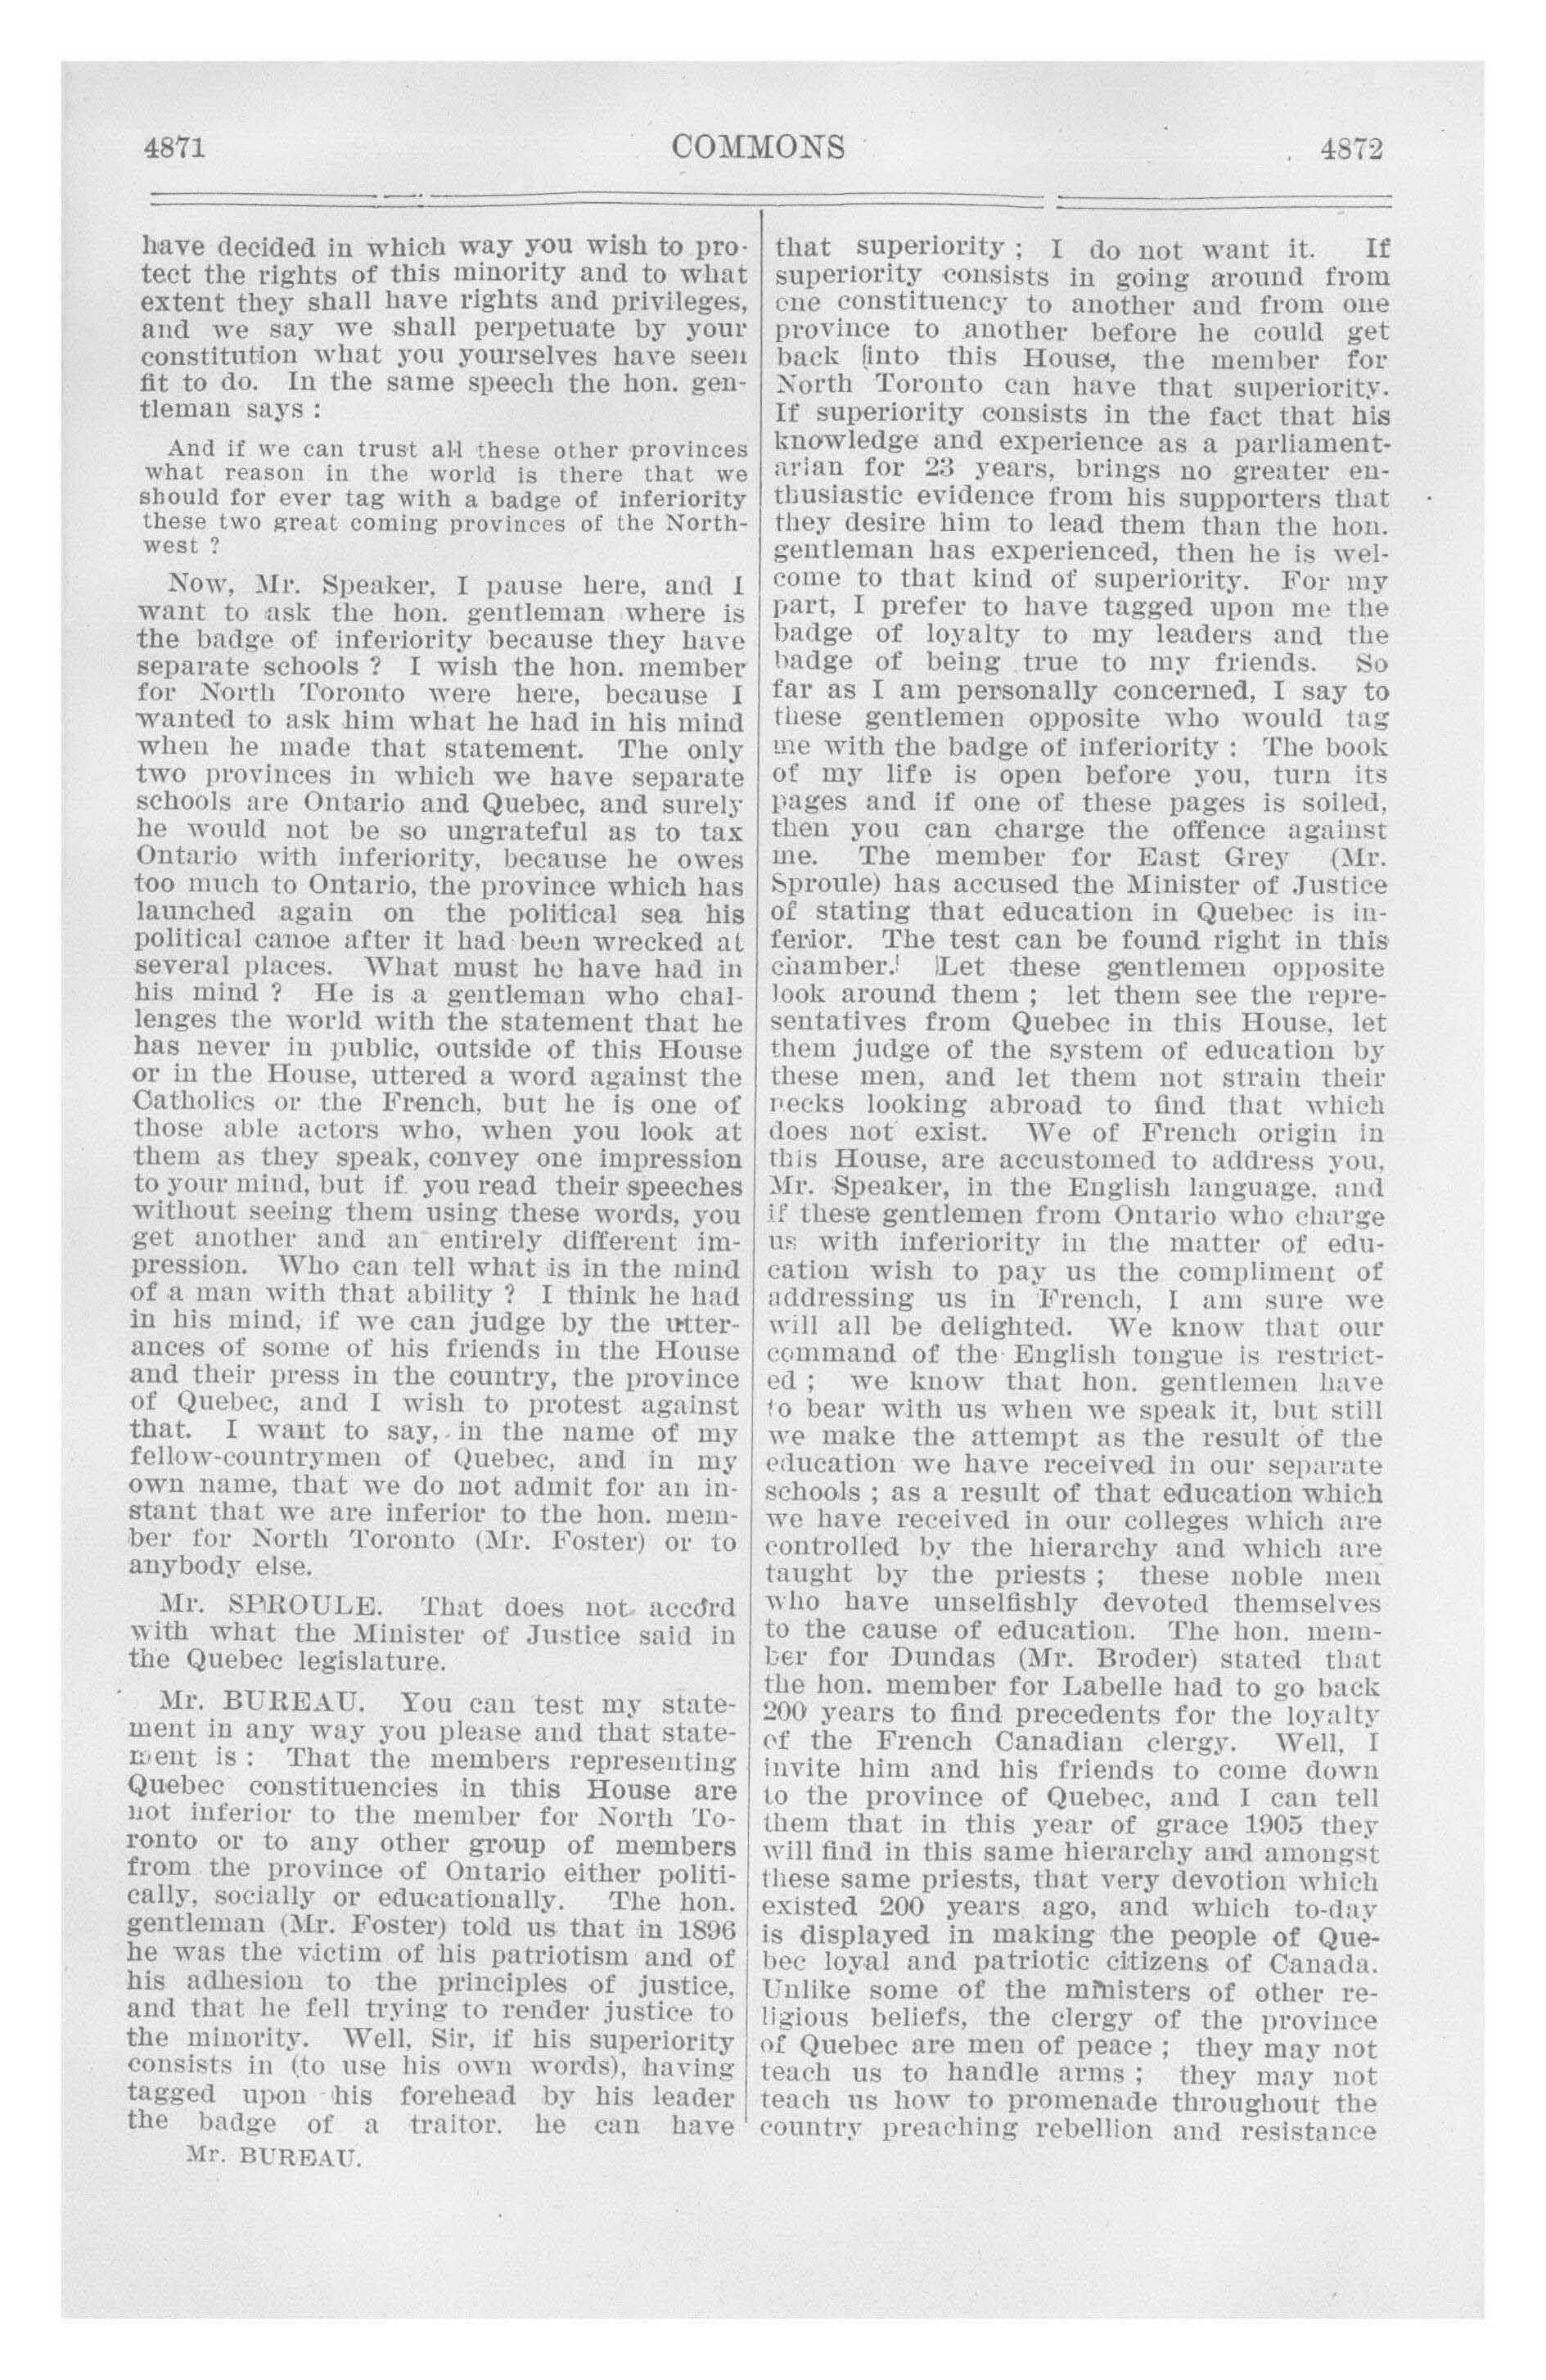 4871
COMMONS
4872
have decided in which way you wish to pro-
tect the rights of this minority and to what
extent they shall have rights and privileges,
and we say we shall perpetuate by your
constitution what you yourselves have seen
fit to do. In the same speech the hon. gen-
tleman says :
And if we can trust all these other provinces
what reason in the world is there that we
should for ever tag with a badge of inferiority
these two great coming provinces of the North-
west ?
Now, Mr. Speaker, I pause here, and I
want to ask the hon. gentleman where is
the badge of inferiority because they have
separate schools ? I wish the hon. member
for North Toronto were here, because I
wanted to ask him what he had in his mind
when he made that statement. The only
two provinces in which we have separate
schools are Ontario and Quebec, and surely
he would not be so ungrateful as to tax
Ontario with inferiority, because he owes
too much to Ontario, the province which has
launched again on the political sea his
political canoe after it had been wrecked at
several places. What must he have had in
his mind ? He is a gentleman who chal-
lenges the world with the statement that he
has never in public, outside of this House
or in the House, uttered a word against the
Catholics or the French, but he is one of
those able actors who, when you look at
them as they speak, convey one impression
to your mind, but if you read their speeches
without seeing them using these words, you
get another and an entirely different im-
pression. Who can tell what is in the mind
of a man with that ability ? I think he had
in his mind, if we can judge by the utter-
ances of some of his friends in the House
and their press in the country, the province
of Quebec, and I wish to protest against
that. I want to say, in the name of my
fellow-countrymen of Quebec, and in my
own name, that we do not admit for an in-
stant that we are inferior to the hon. mem-
ber for North Toronto (Mr. Foster) or to
anybody else.
Mr. SPROULE. That does not accord
with what the Minister of Justice said in
the Quebec legislature.
Mr. BUREAU. You can test my state-
ment in any way you please and that state-
ment is : That the members representing
Quebec constituencies in this House are
not inferior to the member for North To-
ronto or to any other group of members
from the province of Ontario either politi-
cally, socially or educationally. The hon.
gentleman (Mr. Foster) told us that in 1896
he was the victim of his patriotism and of
his adhesion to the principles of justice,
and that he fell trying to render justice to
the minority. Well, Sir, if his superiority
consists in (to use his own words), having
tagged upon his forehead by his leader
the badge of a traitor. he can have
Mr. BUREAU.
that superiority ; I do not want it. If
superiority consists in going around from
one constituency to another and from one
province to another before he could get
back into this House, the member for
North Toronto can have that superiority.
If superiority consists in the fact that his
knowledge and experience as a parliament-
arian for 23 years, brings no greater en-
thusiastic evidence from his supporters that
they desire him to lead them than the hon.
gentleman has experienced, then he is wel-
come to that kind of superiority. For my
part, I prefer to have tagged upon me the
badge of loyalty to my leaders and the
badge of being true to my friends. So
far as I am personally concerned, I say to
these gentlemen opposite who would tag
me with the badge of inferiority : The book
of my life is open before you, turn its
pages and if one of these pages is soiled,
then you can charge the offence against
me. The member for East Grey (Mr.
Sproule) has accused the Minister of Justice
of stating that education in Quebec is in-
ferior. The test can be found right in this
chamber. Let these gentlemen opposite
look around them ; let them see the repre-
sentatives from Quebec in this House, let
them judge of the system of education by
these men, and let them not strain their
necks looking abroad to find that which
does not exist. We of French origin in
this House, are accustomed to address you,
Mr. Speaker, in the English language, and
if these gentlemen from Ontario who charge
us with inferiority in the matter of edu-
cation wish to pay us the compliment of
addressing us in French, I am sure we
will all be delighted. We know that our
command of the English tongue is restrict-
ed ; we know that hon. gentlemen have
to bear with us when we speak it, but still
we make the attempt as the result of the
education we have received in our separate
schools ; as a result of that education which
we have received in our colleges which are
controlled by the hierarchy and which are
taught by the priests ; these noble men
who have unselfishly devoted themselves
to the cause of education. The hon. mem-
ber for Dundas (Mr. Broder) stated that
the hon. member for Labelle had to go back
200 years to find precedents for the loyalty
of the French Canadian clergy. Well, I
invite him and his friends to come down
to the province of Quebec, and I can tell
them that in this year of grace 1905 they
will find in this same hierarchy and amongst
these same priests, that very devotion which
existed 200 years ago, and which to-day
is displayed in making the people of Que-
bec loyal and patriotic citizens of Canada.
Unlike some of the ministers of other re-
ligious beliefs, the clergy of the province
of Quebec are men of peace ; they may not
teach us to handle arms ; they may not
teach us how to promenade throughout the
country preaching rebellion and resistance